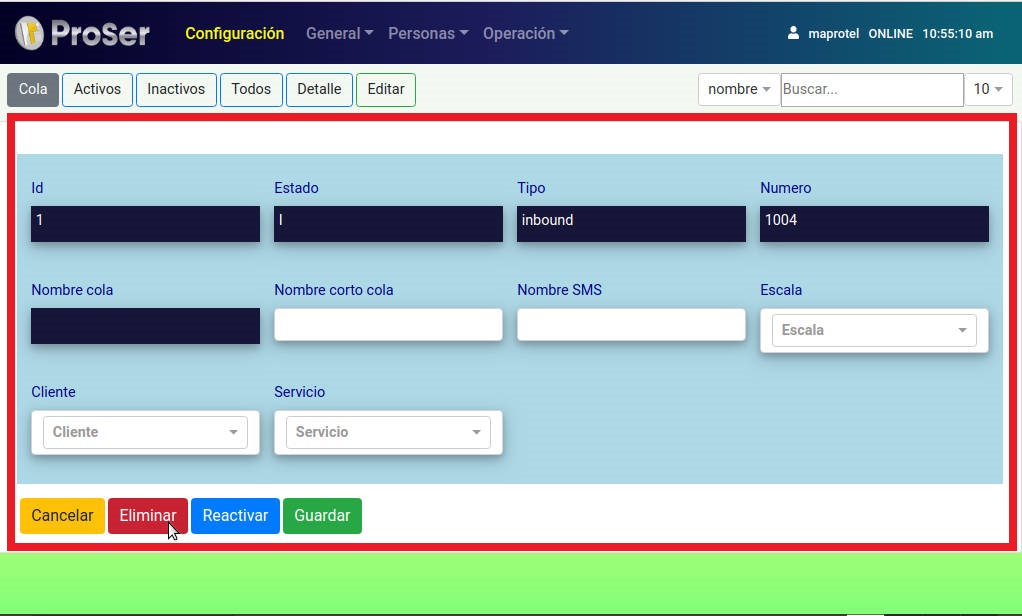 ProSer Configuración General Personas Operación maprotel ONLINE 10:55:10 am
Cola Activos Inactivos Todos Detalle Editar nombre Buscar... 10
Id Estado Tipo Numero
1 I inbound 1004
Nombre cola Nombre corto cola Nombre SMS Escala
Escala
Cliente Servicio
Cliente Servicio
Cancelar Eliminar Reactivar Guardar